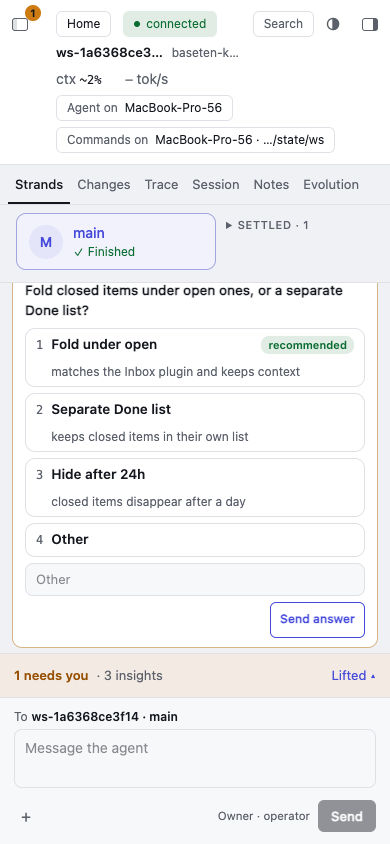 1
Home
connected
Search
ws-1a6368ce3... baseten-k...
ctx ~2% – tok/s
Agent on MacBook-Pro-56
Commands on MacBook-Pro-56 · .../state/ws
Strands Changes Trace Session Notes Evolution
M
main
✓ Finished
▶ SETTLED · 1
Fold closed items under open ones, or a separate
Done list?
1 Fold under open recommended
matches the Inbox plugin and keeps context
2 Separate Done list
keeps closed items in their own list
3 Hide after 24h
closed items disappear after a day
4 Other
Other
Send answer
1 needs you · 3 insights Lifted ▴
To ws-1a6368ce3f14 · main
Message the agent
+ Owner · operator Send